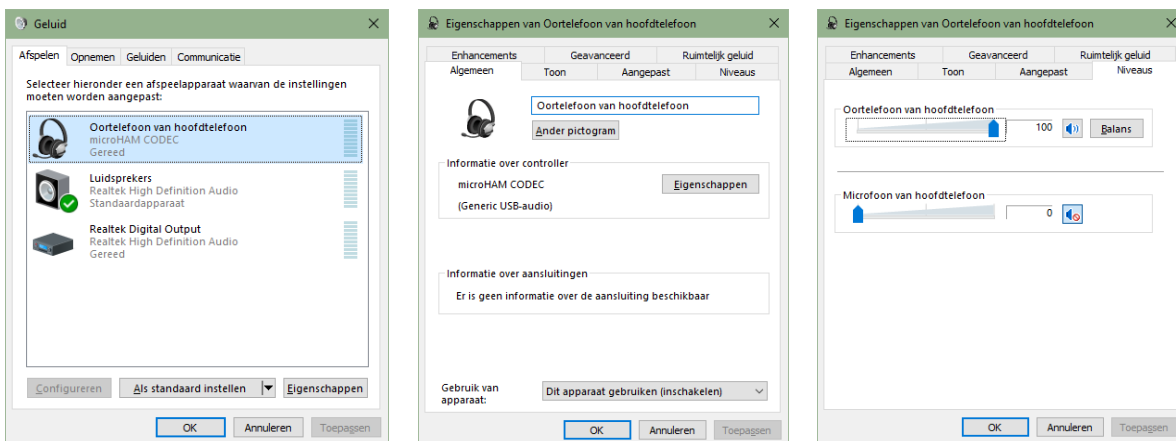 Geluid
Afspelen Opnemen Geluiden Communicatie
Selecteer hieronder een afspeelapparaat waarvan de instellingen
moeten worden aangepast:
Oortelefoon van hoofdtelefoon
microHAM CODEC
Gereed
Luidsprekers
Realtek High Definition Audio
Standaardapparaat
Realtek Digital Output
Realtek High Definition Audio
Gereed
Configureren Als standaard instellen Eigenschappen
OK Annuleren Toepassen
Eigenschappen van Oortelefoon van hoofdtelefoon
Enhancements Geavanceerd Ruimtelijk geluid
Algemeen Toon Aangepast Niveaus
Oortelefoon van hoofdtelefoon
Ander pictogram
Informatie over controller
microHAM CODEC Eigenschappen
(Generic USB-audio)
Informatie over aansluitingen
Er is geen informatie over de aansluiting beschikbaar
Gebruik van
apparaat:
Dit apparaat gebruiken (inschakelen)
OK Annuleren Toepassen
Eigenschappen van Oortelefoon van hoofdtelefoon
Enhancements Geavanceerd Ruimtelijk geluid
Algemeen Toon Aangepast Niveaus
Oortelefoon van hoofdtelefoon
100 Balans
Microfoon van hoofdtelefoon
0
OK Annuleren Toepassen